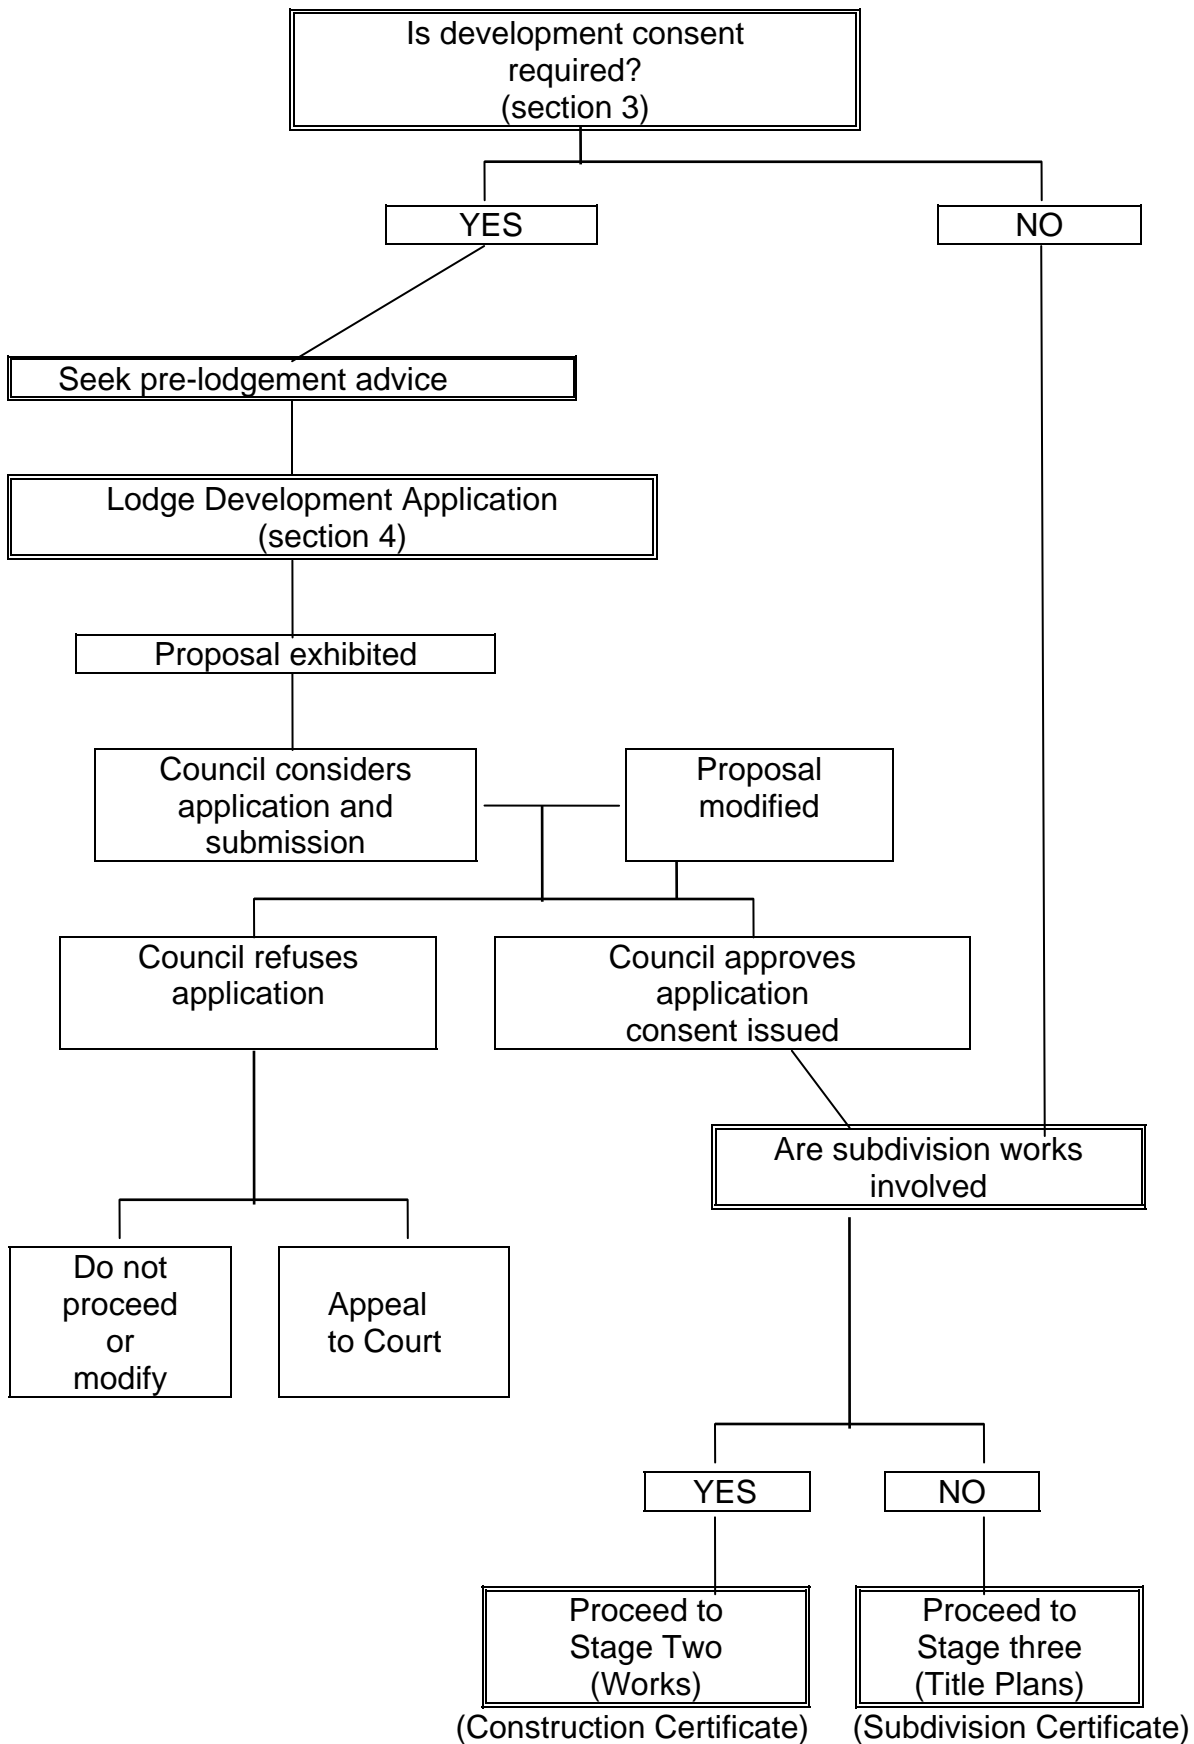 Is development consent
required?
(section 3)
YES
NO
Seek pre-lodgement advice
Lodge Development Application
(section 4)
Proposal exhibited
Council considers
application and
submission
Proposal
modified
Council refuses
application
Council approves
application
consent issued
Are subdivision works
involved
Do not
proceed
or
modify
Appeal
to Court
YES
NO
Proceed to
Stage Two
(Works)
(Construction Certificate)
Proceed to
Stage three
(Title Plans)
(Subdivision Certificate)